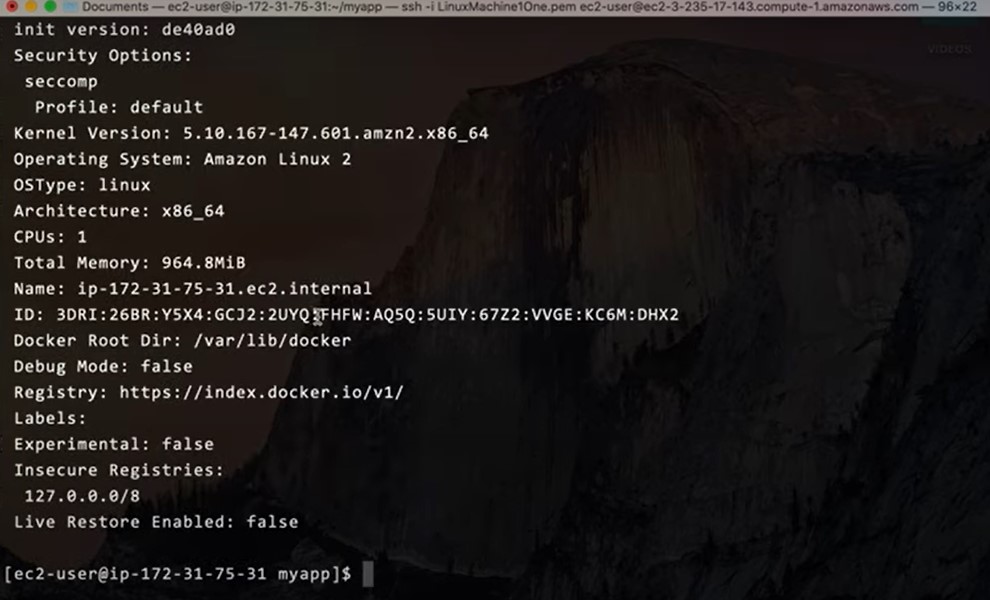 Documents — ec2-user@ip-172-31-75-31:~/myapp — ssh -i LinuxMachine1One.pem ec2-user@ec2-3-235-17-143.compute-1.amazonaws.com — 96×22
VIDEOS
init version: de40ad0
Security Options:
seccomp
Profile: default
Kernel Version: 5.10.167-147.601.amzn2.x86_64
Operating System: Amazon Linux 2
OSType: linux
Architecture: x86_64
CPUs: 1
Total Memory: 964.8MiB
Name: ip-172-31-75-31.ec2.internal
ID: 3DRI:26BR:Y5X4:GCJ2:2UYQ:FHFW:AQ5Q:5UIY:67Z2:VVGE:KC6M:DHX2
Docker Root Dir: /var/lib/docker
Debug Mode: false
Registry: https://index.docker.io/v1/
Labels:
Experimental: false
Insecure Registries:
127.0.0.0/8
Live Restore Enabled: false
[ec2-user@ip-172-31-75-31 myapp]$